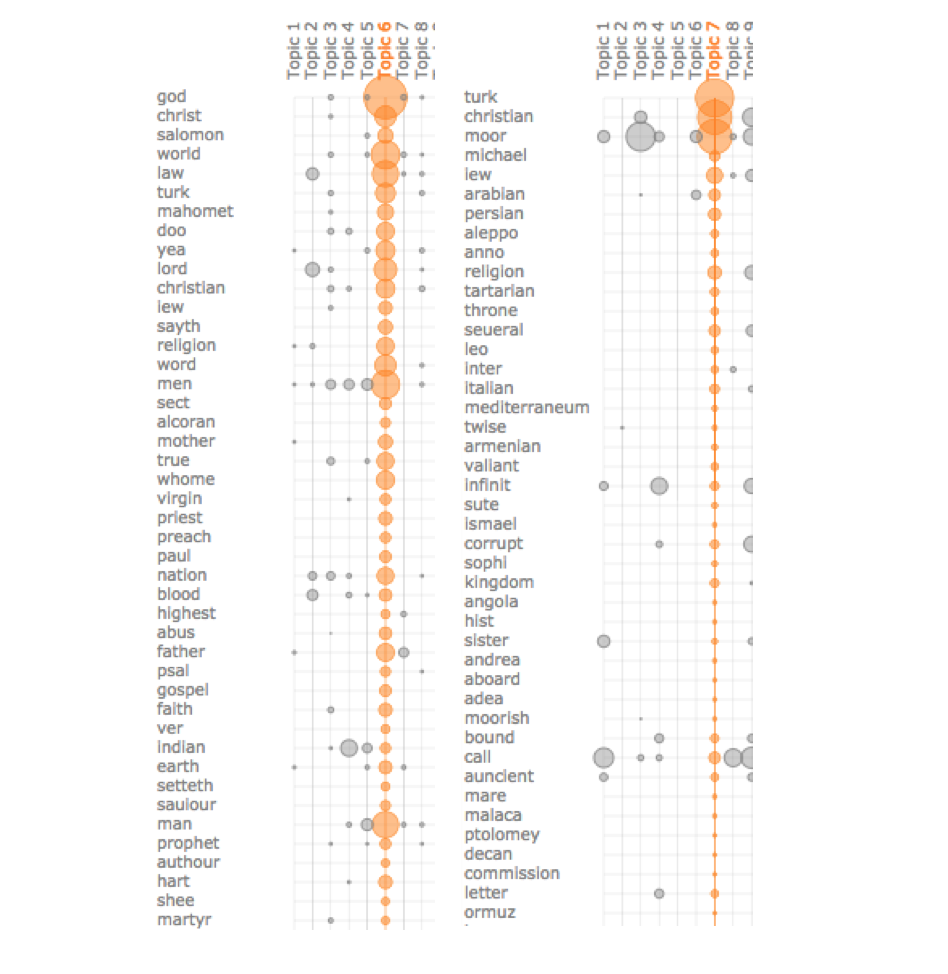 Topic 1
Topic 2
Topic 3
Topic 4
Topic 5
Topic 6
Topic 7
Topic 8
god
christ
salomon
world
law
turk
mahomet
doo
yea
lord
christian
iew
sayth
religion
word
men
sect
alcoran
mother
true
whome
virgin
priest
preach
paul
nation
blood
highest
abus
father
psal
gospel
faith
ver
indian
earth
setteth
sauiour
man
prophet
authour
hart
shee
martyr
Topic 1
Topic 2
Topic 3
Topic 4
Topic 5
Topic 6
Topic 7
Topic 8
Topic 9
turk
christian
moor
michael
iew
arabian
persian
aleppo
anno
religion
tartarian
throne
seueral
leo
inter
italian
mediterraneum
twise
armenian
valiant
infinit
sute
ismael
corrupt
sophi
kingdom
angola
hist
sister
andrea
aboard
adea
moorish
bound
call
auncient
mare
malaca
ptolomey
decan
commission
letter
ormuz